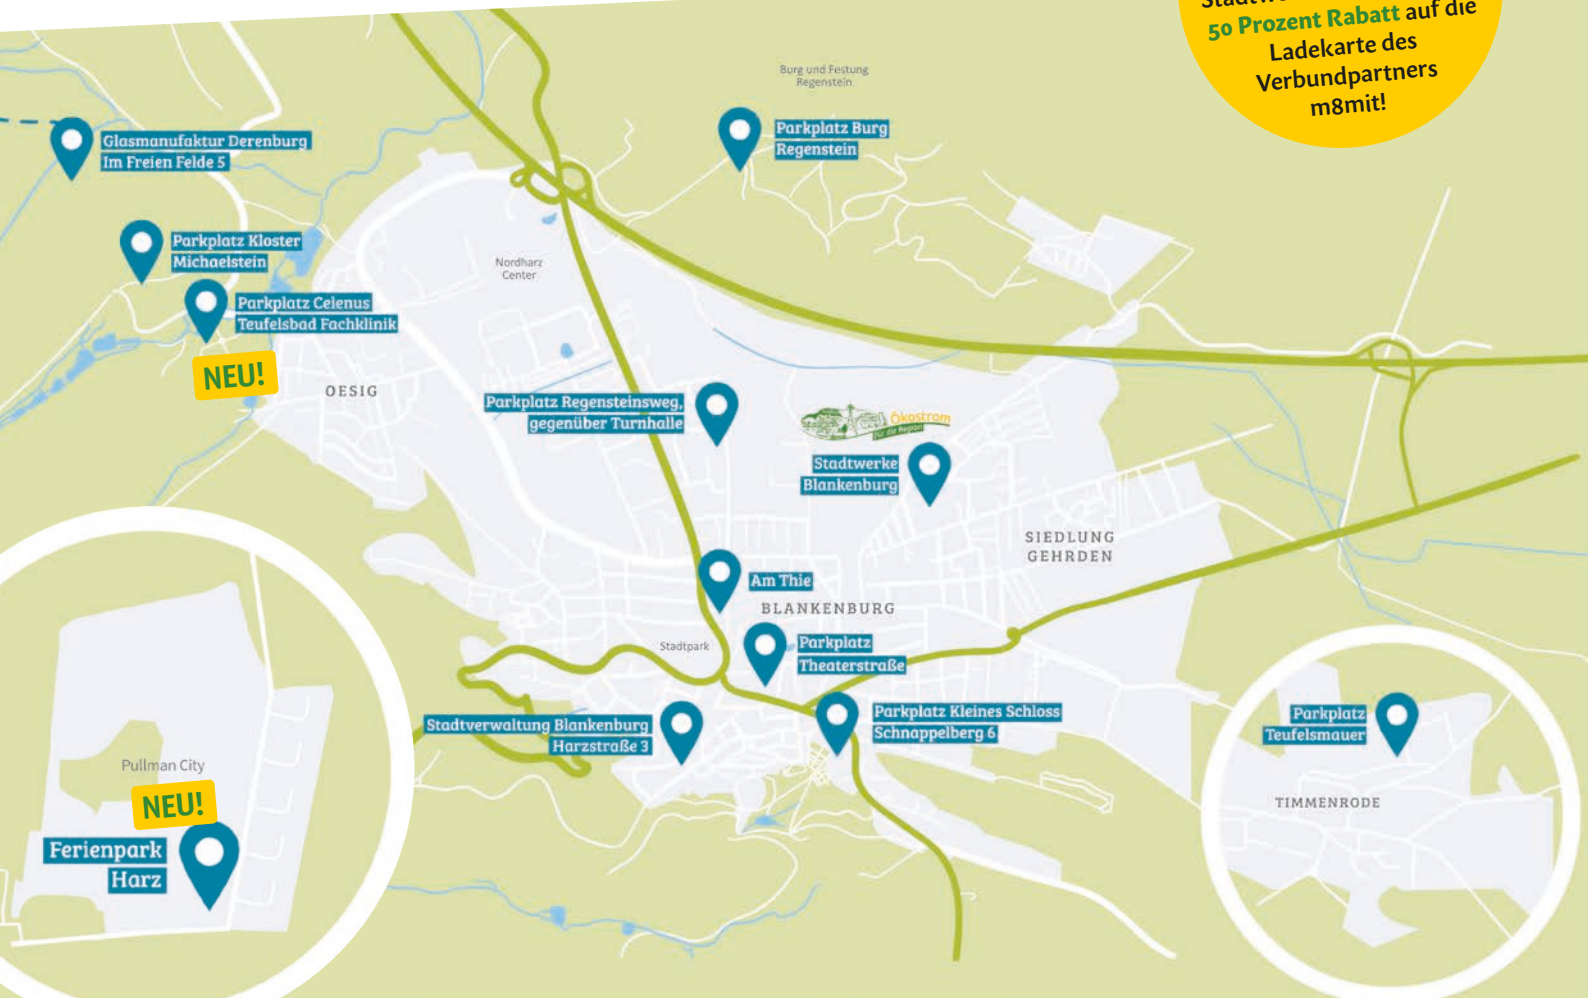 50 Prozent Rabatt auf die
Ladekarte des
Verbundpartners
m8mit!
Burg und Festung
Regenstein
Parkplatz Burg
Regenstein
Glasmanufaktur Derenburg
Im Freien Felde 5
Parkplatz Kloster
Michaelstein
Parkplatz Celenus
Teufelsbad Fachklinik
NEU!
Nordharz
Center
OESIG
Parkplatz Regensteinsweg,
gegenüber Turnhalle
Ökostrom
für die Region
Stadtwerke
Blankenburg
SIEDLUNG
GEHRDEN
Am Thie
BLANKENBURG
Stadtpark
Parkplatz
Theaterstraße
Stadtverwaltung Blankenburg
Harzstraße 3
Parkplatz Kleines Schloss
Schnappelberg 6
Pullman City
NEU!
Ferienpark
Harz
Parkplatz
Teufelsmauer
TIMMENRODE